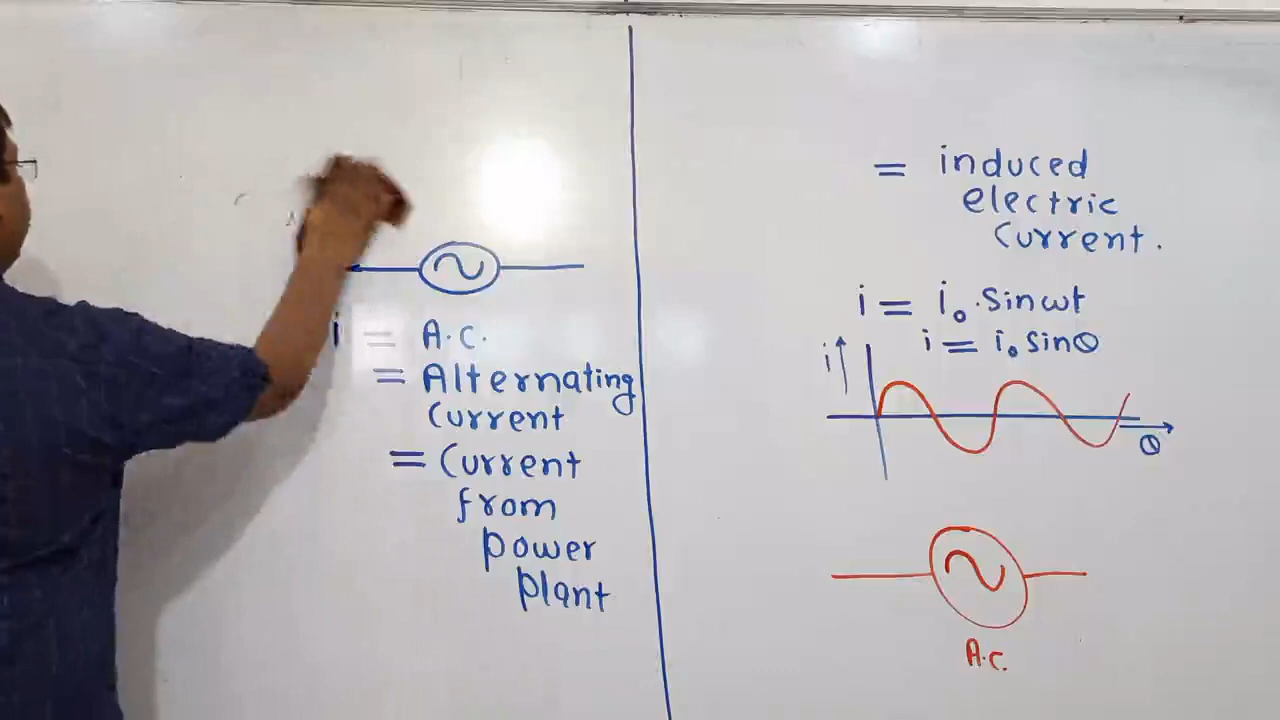 i = A.C.
= Alternating
Current
= Current
from
power
plant
= induced
electric
Current.
i = i₀.Sinωt
i = i₀ sinθ
i
θ
A.C.